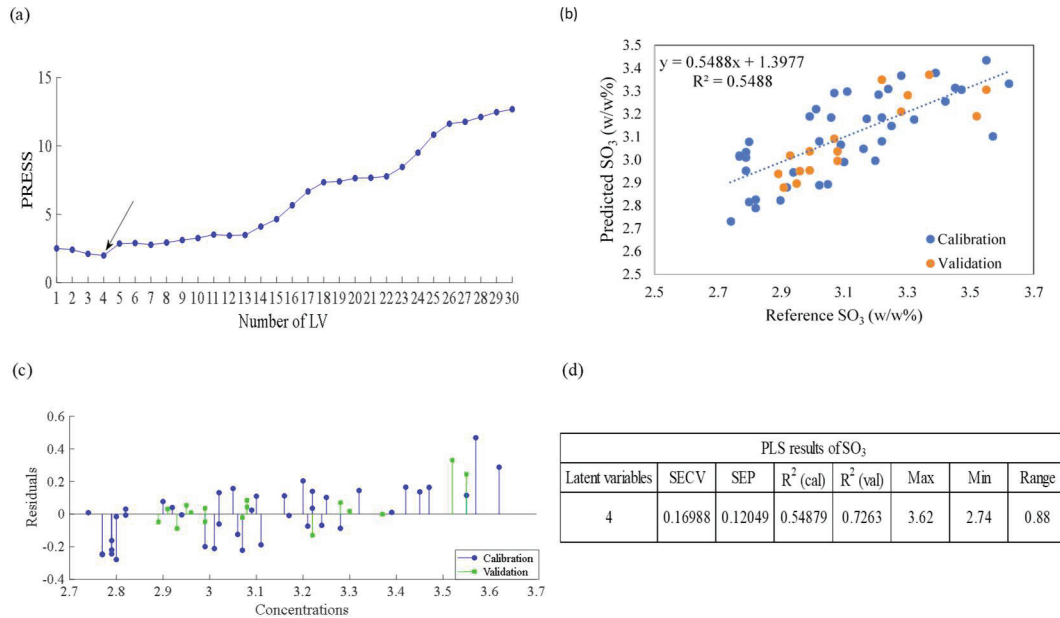 (a)
15
10
5
0
PRESS
1 2 3 4 5 6 7 8 9 10 11 12 13 14 15 16 17 18 19 20 21 22 23 24 25 26 27 28 29 30
Number of LV
(b)
y = 0.5488x + 1.3977
R² = 0.5488
3.5
3.4
3.3
3.2
3.1
3.0
2.9
2.8
2.7
2.6
2.5
Predicted SO₃ (w/w%)
Calibration
Validation
2.5 2.7 2.9 3.1 3.3 3.5 3.7
Reference SO₃ (w/w%)
(c)
0.6
0.4
0.2
0
-0.2
-0.4
Residuals
Calibration
Validation
2.7 2.8 2.9 3 3.1 3.2 3.3 3.4 3.5 3.6 3.7
Concentrations
(d)
PLS results of SO₃
Latent variables SECV SEP R² (cal) R² (val) Max Min Range
4 0.16988 0.12049 0.54879 0.7263 3.62 2.74 0.88